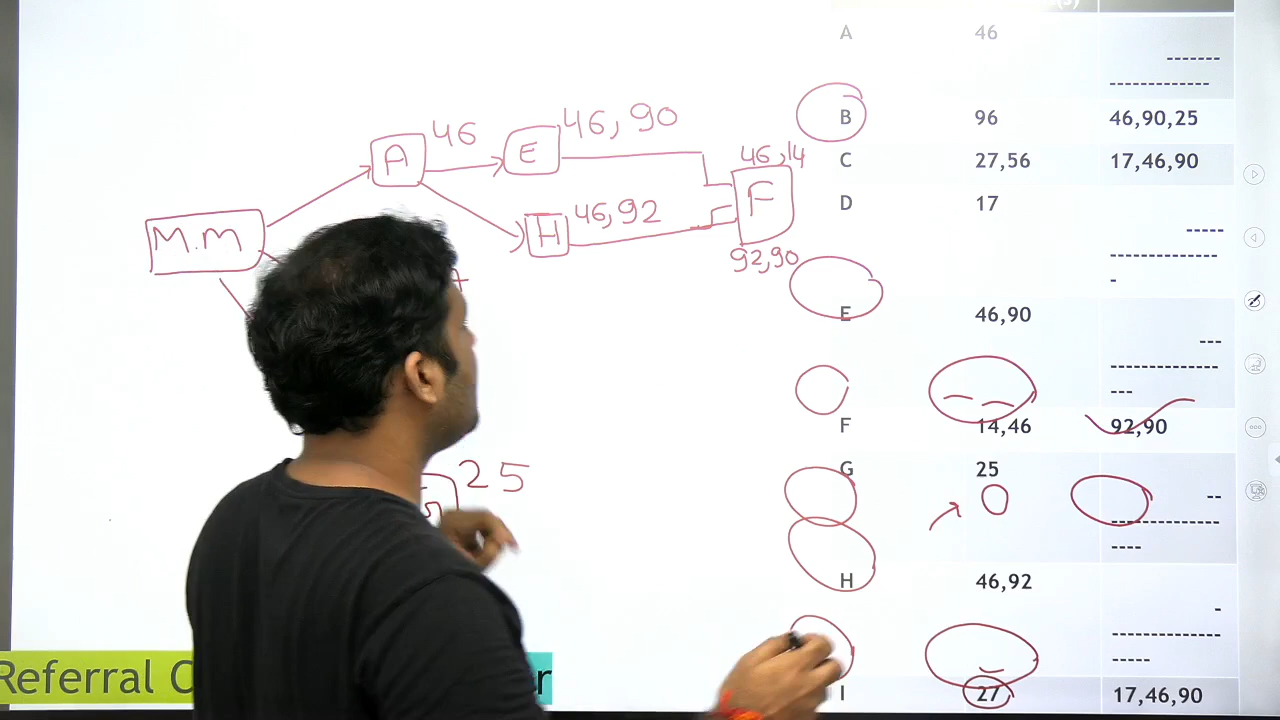 (s)
A 46 -------
-------------
B 96 46,90,25
C 27,56 17,46,90
D 17 -----
-------------
-
E 46,90 ---
-------------
---
F 14,46 92,90
G 25 --
-------------
----
H 46,92 -
-------------
-----
I 27 17,46,90
M.M
A 46
E 46,90
H 46,92
46,14
F
92,90
25
Referral